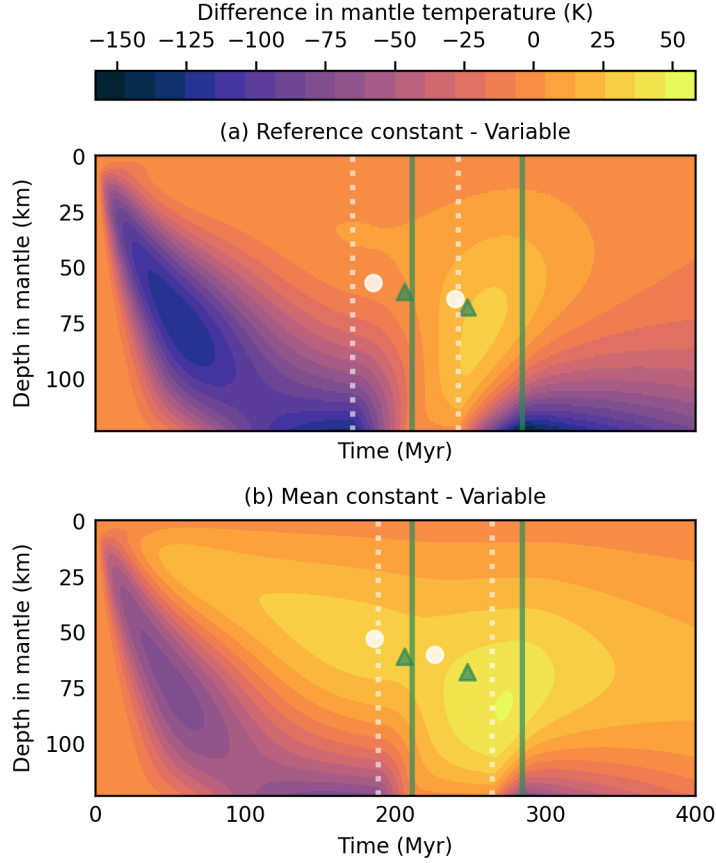 Difference in mantle temperature (K)
−150 −125 −100 −75 −50 −25 0 25 50
(a) Reference constant - Variable
0
25
50
75
100
Depth in mantle (km)
Time (Myr)
(b) Mean constant - Variable
0
25
50
75
100
Depth in mantle (km)
0 100 200 300 400
Time (Myr)